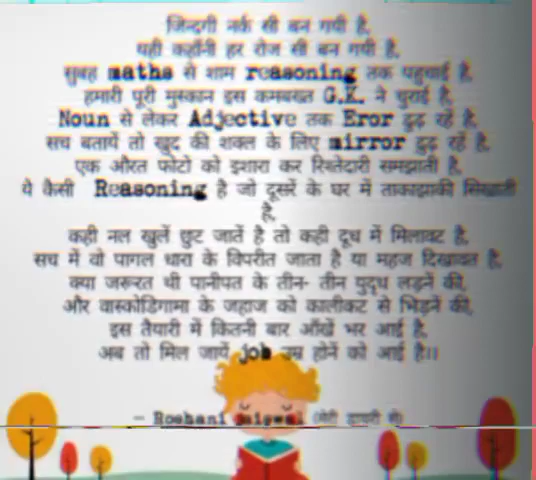 जिन्दगी नर्क सी बन गयी है,
यही कहाँनी हर रोज सी बन गयी है,
सुबह maths से शाम reasoning तक पहुचाई है,
हमारी पूरी मुस्कान इस कमबख्त G.K. ने चुराई है,
Noun से लेकर Adjective तक Eror ढुढ़ रहें है,
सच बतायें तो खुद की शक्ल के लिए mirror ढुढ़ रहें है,
एक औरत फोटो को इशारा कर रिस्तेदारी समझाती है,
ये कैसी Reasoning है जो दूसरें के घर में ताकाझाकी सिखाती
है,
कही नल खुलें छुट जातें है तो कही दूध में मिलावट है,
सच में वो पागल धारा के विपरीत जाता है या महज दिखावत है,
क्या जरूरत थी पानीपत के तीन- तीन युद्ध लड़नें की,
और वास्कोडिगामा के जहाज को कालीकट से भिड़नें की,
इस तैयारी में कितनी बार आँखें भर आई है,
अब तो मिल जायें job उम्र होनें को आई है।।
– Roshani (मेरी डायरी से)